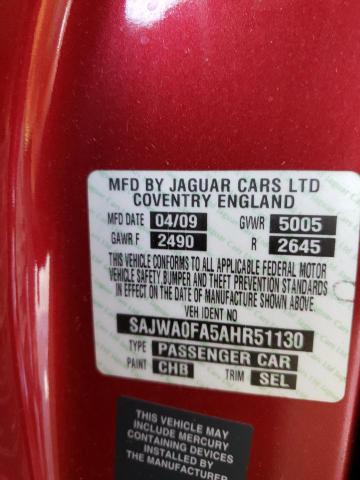 MFD BY JAGUAR CARS LTD
COVENTRY ENGLAND
MFD DATE 04/09 GVWR 5005
GAWR F 2490 R 2645
THIS VEHICLE CONFORMS TO ALL APPLICABLE FEDERAL MOTOR
VEHICLE SAFETY, BUMPER AND THEFT PREVENTION STANDARDS
IN EFFECT ON THE DATE OF MANUFACTURE SHOWN ABOVE.
VEH IDENT NO
SAJWA0FA5AHR51130
TYPE PASSENGER CAR
PAINT CHB TRIM SEL
THIS VEHICLE MAY
INCLUDE MERCURY
CONTAINING DEVICES
INSTALLED BY
THE MANUFACTURER